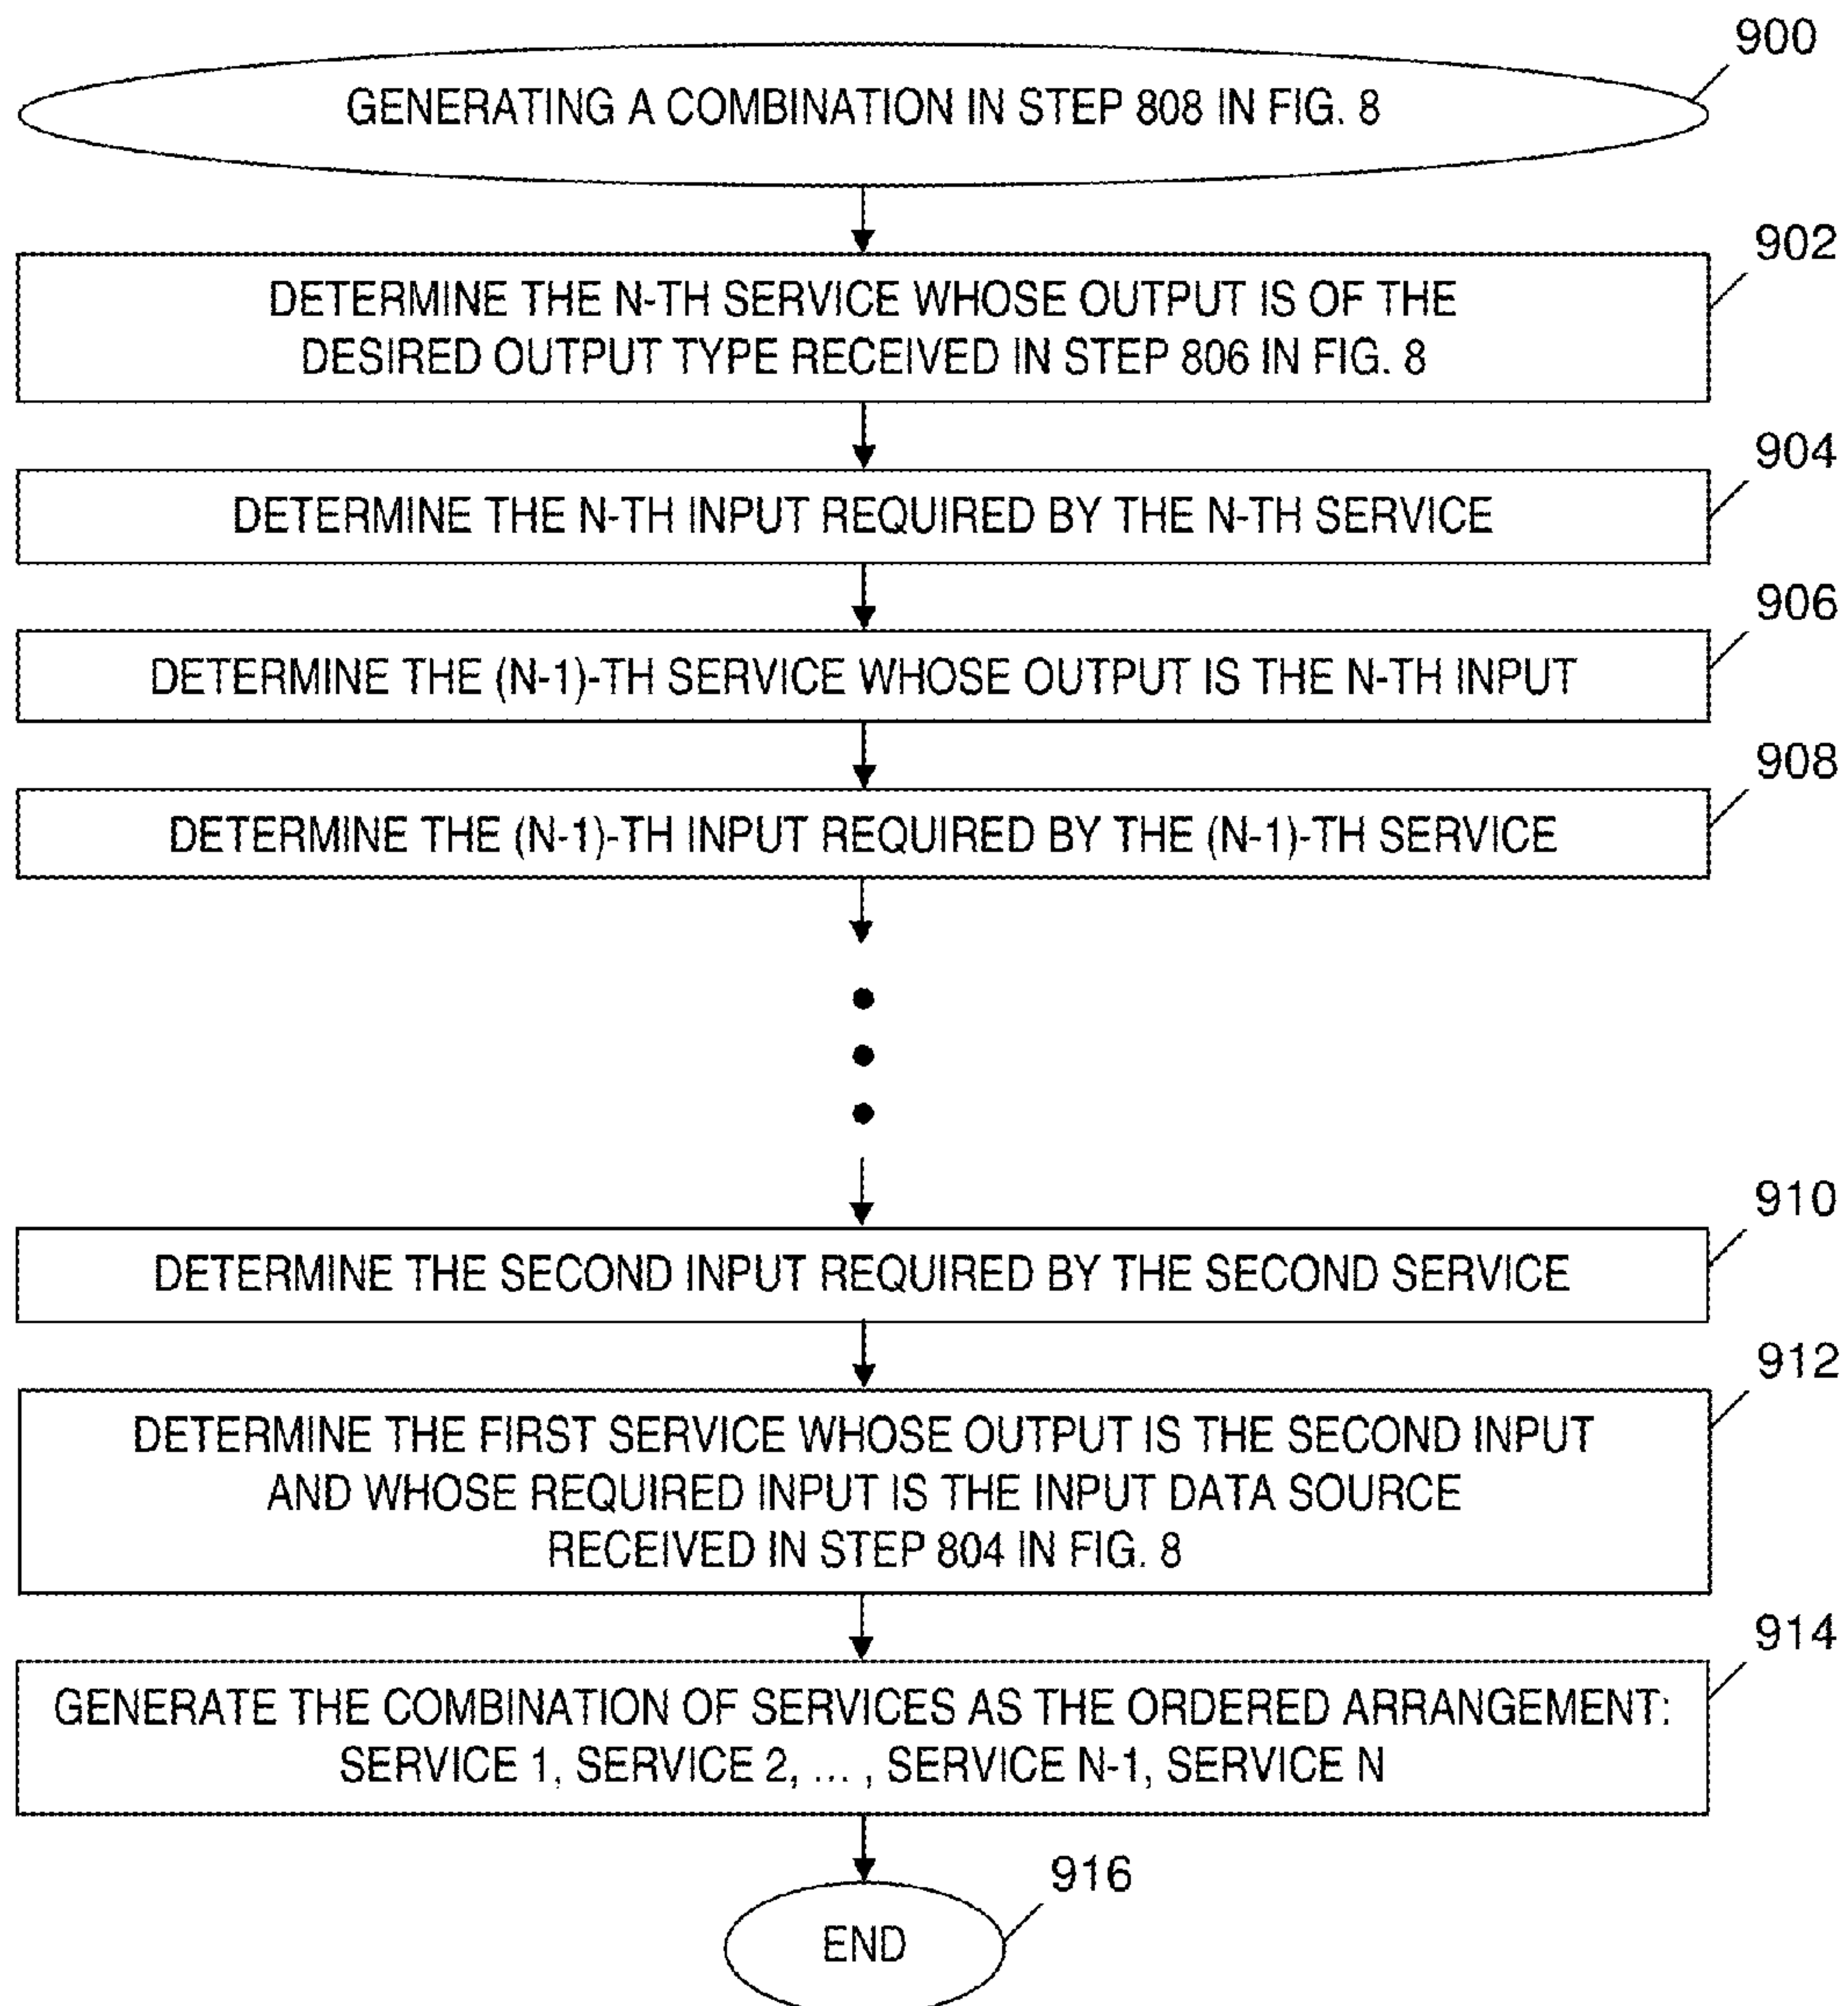 900
GENERATING A COMBINATION IN STEP 808 IN FIG. 8
902
DETERMINE THE N-TH SERVICE WHOSE OUTPUT IS OF THE
DESIRED OUTPUT TYPE RECEIVED IN STEP 806 IN FIG. 8
904
DETERMINE THE N-TH INPUT REQUIRED BY THE N-TH SERVICE
906
DETERMINE THE (N-1)-TH SERVICE WHOSE OUTPUT IS THE N-TH INPUT
908
DETERMINE THE (N-1)-TH INPUT REQUIRED BY THE (N-1)-TH SERVICE
910
DETERMINE THE SECOND INPUT REQUIRED BY THE SECOND SERVICE
912
DETERMINE THE FIRST SERVICE WHOSE OUTPUT IS THE SECOND INPUT
AND WHOSE REQUIRED INPUT IS THE INPUT DATA SOURCE
RECEIVED IN STEP 804 IN FIG. 8
914
GENERATE THE COMBINATION OF SERVICES AS THE ORDERED ARRANGEMENT:
SERVICE 1, SERVICE 2, ... , SERVICE N-1, SERVICE N
916
END